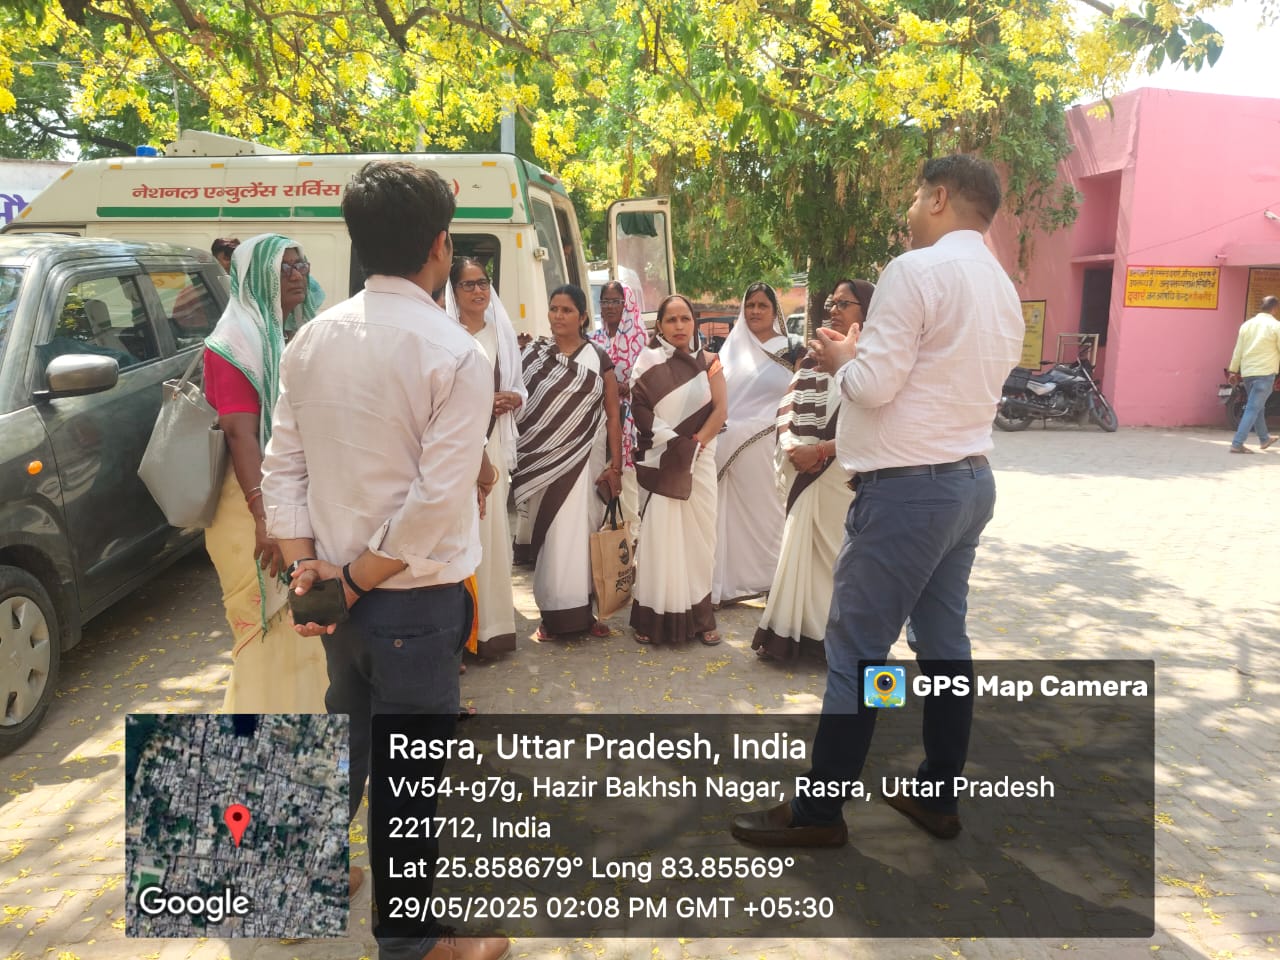 नेशनल एम्बुलेंस सर्विस
GPS Map Camera
Rasra, Uttar Pradesh, India
Vv54+g7g, Hazir Bakhsh Nagar, Rasra, Uttar Pradesh
221712, India
Lat 25.858679° Long 83.85569°
29/05/2025 02:08 PM GMT +05:30
Google